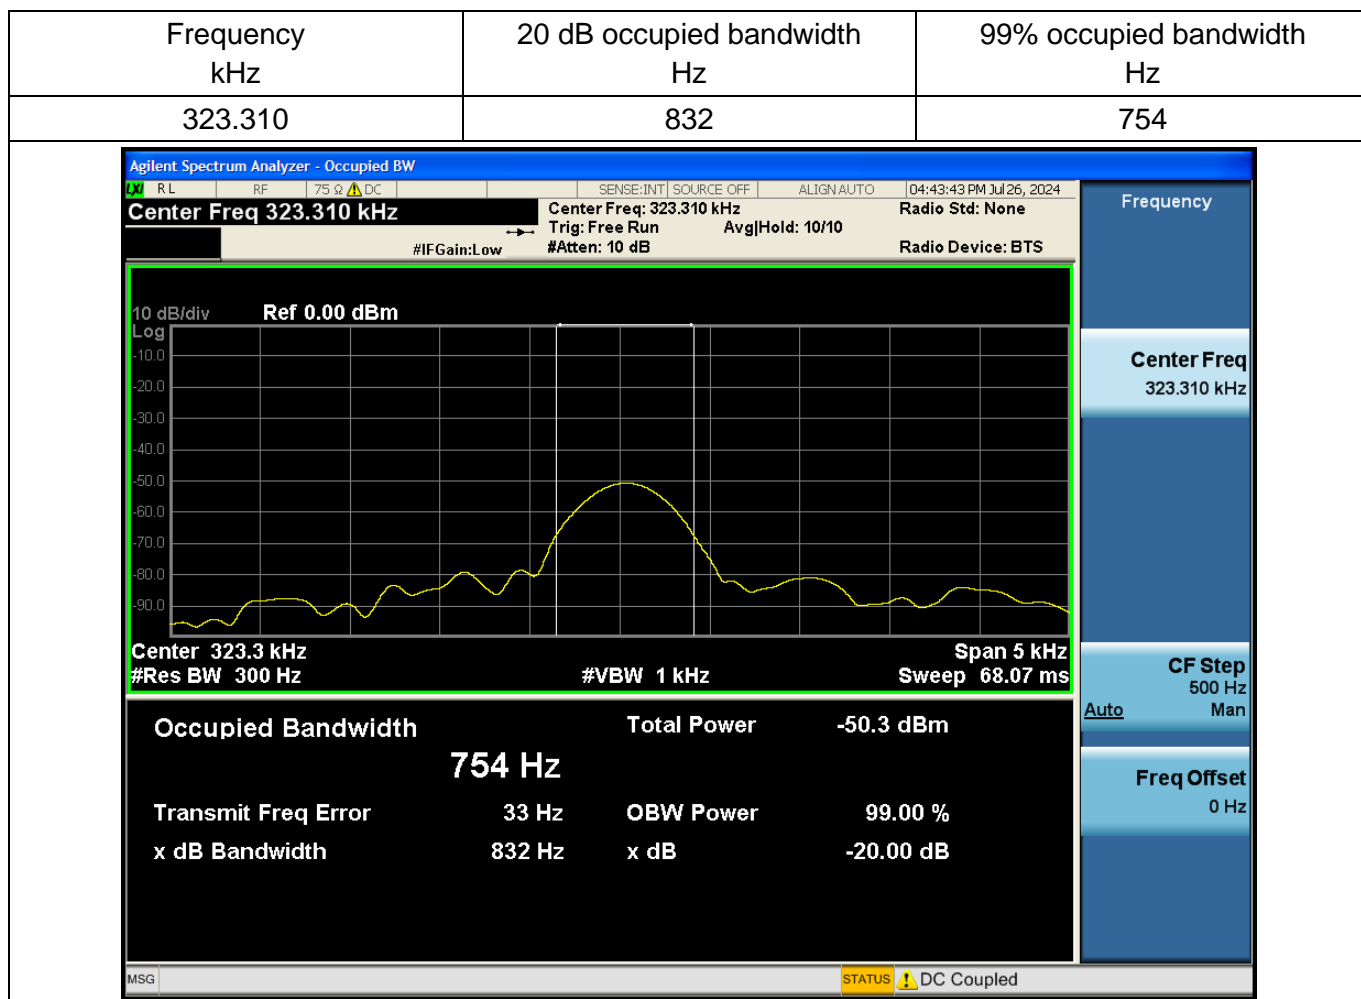 Frequency
kHz
20 dB occupied bandwidth
Hz
99% occupied bandwidth
Hz
323.310
832
754
Agilent Spectrum Analyzer - Occupied BW
LXI RL RF 75 Ω DC SENSE:INT SOURCE OFF ALIGN AUTO 04:43:43 PM Jul 26, 2024
Center Freq 323.310 kHz
Center Freq: 323.310 kHz
Radio Std: None
Trig: Free Run Avg|Hold: 10/10
#IFGain:Low #Atten: 10 dB
Radio Device: BTS
10 dB/div Ref 0.00 dBm
Log
-10.0
-20.0
-30.0
-40.0
-50.0
-60.0
-70.0
-80.0
-90.0
Center 323.3 kHz Span 5 kHz
#Res BW 300 Hz #VBW 1 kHz Sweep 68.07 ms
Occupied Bandwidth Total Power -50.3 dBm
754 Hz
Transmit Freq Error 33 Hz OBW Power 99.00 %
x dB Bandwidth 832 Hz x dB -20.00 dB
Frequency
Center Freq
323.310 kHz
CF Step
500 Hz
Auto Man
Freq Offset
0 Hz
MSG STATUS DC Coupled